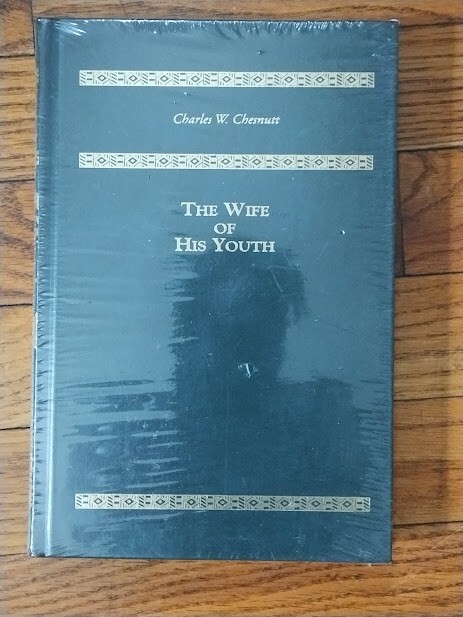 Charles W. Chesnutt
THE WIFE
OF
HIS YOUTH